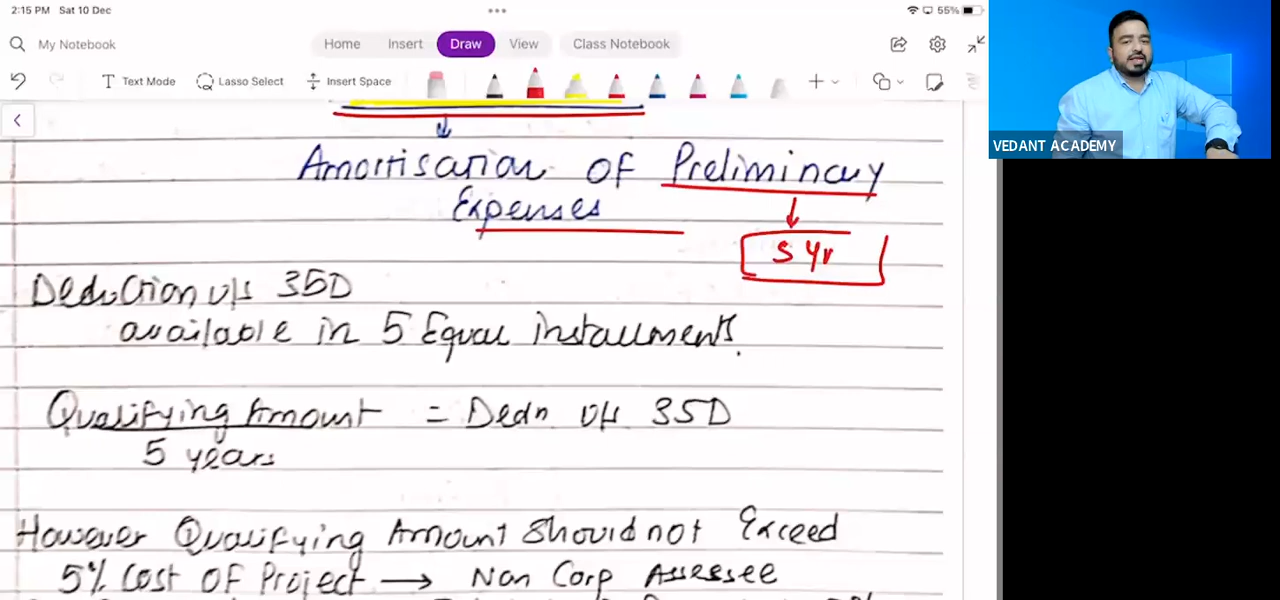 2:15 PM Sat 10 Dec
55%
My Notebook
Home Insert Draw View Class Notebook
Text Mode Lasso Select Insert Space
VEDANT ACADEMY
Amortisation of Preliminary
Expenses
5 Yr
Deduction u/s 35D
available in 5 Equal installments.
Qualifying Amount = Dedn u/s 35D
5 years
However Qualifying Amount Should not Exceed
5% Cost of Project → Non Corp Assessee